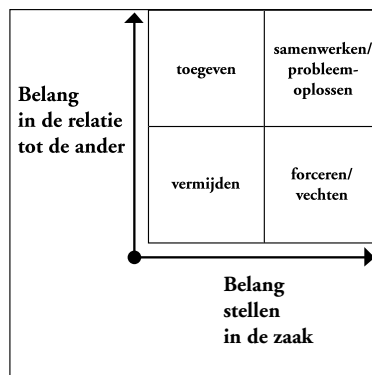 toegeven
samenwerken/
probleem-
oplossen
Belang
in de relatie
tot de ander
vermijden
forceren/
vechten
Belang
stellen
in de zaak